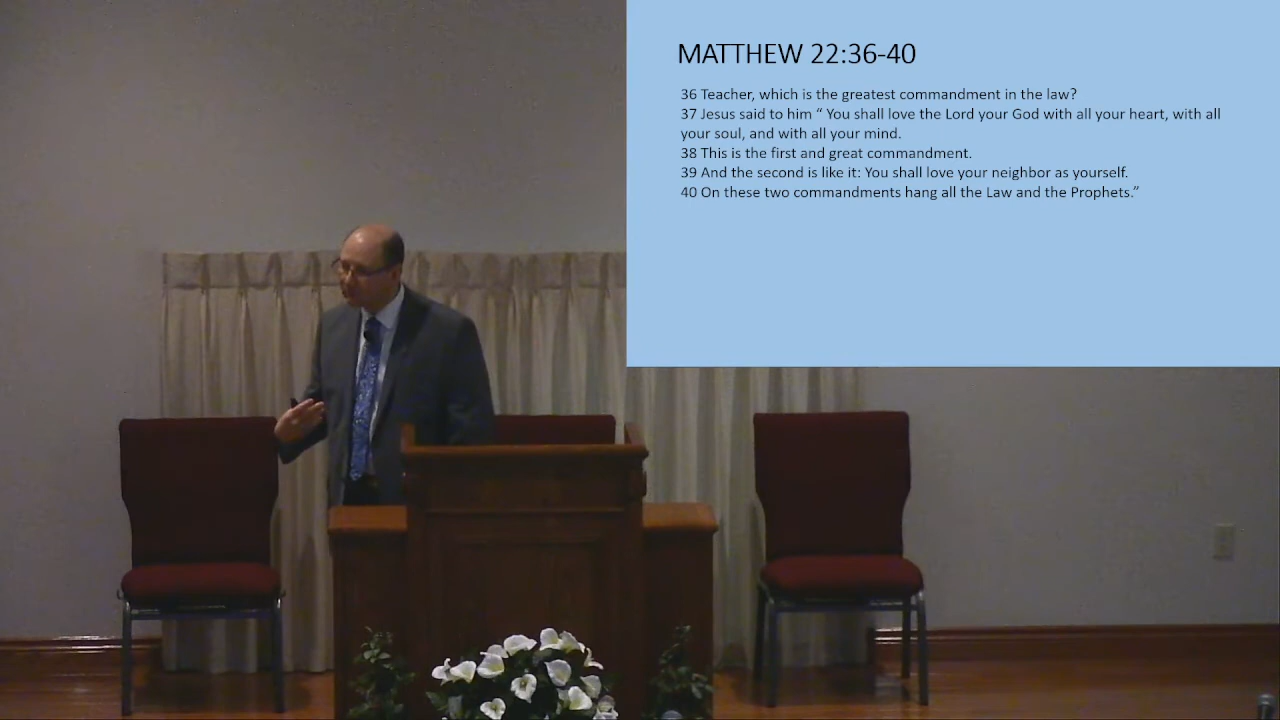 MATTHEW 22:36-40
36 Teacher, which is the greatest commandment in the law?
37 Jesus said to him “ You shall love the Lord your God with all your heart, with all
your soul, and with all your mind.
38 This is the first and great commandment.
39 And the second is like it: You shall love your neighbor as yourself.
40 On these two commandments hang all the Law and the Prophets.”